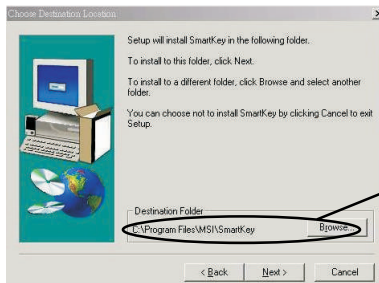 Choose Destination Location
Setup will install SmartKey in the following folder.
To install to this folder, click Next.
To install to a different folder, click Browse and select another
folder.
You can choose not to install SmartKey by clicking Cancel to exit
Setup.
Destination Folder
C:\Program Files\MSI\SmartKey
Browse...
< Back
Next >
Cancel